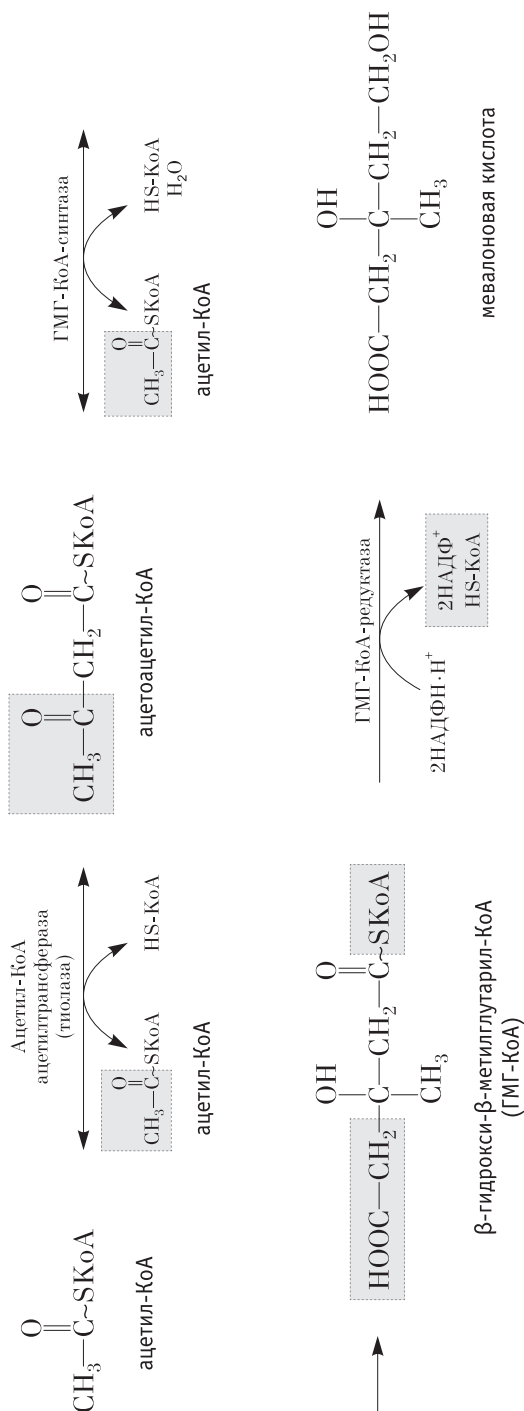 O
CH₃—C~SKoA
ацетил-КоА
Ацетил-КоА
ацетилтрансфераза
(тиолаза)
O
CH₃—C~SKoA
ацетил-КоА
HS-KoA
O O
CH₃—C—CH₂—C~SKoA
ацетоацетил-КоА
ГМГ-КоА-синтаза
O
CH₃—C~SKoA
ацетил-КоА
HS-KoA
H₂O
OH O
HOOC—CH₂—C—CH₂—C~SKoA
CH₃
β-гидрокси-β-метилглутарил-КоА
(ГМГ-КоА)
ГМГ-КоА-редуктаза
2НАДФН·Н⁺
2НАДФ⁺
HS-KoA
OH
HOOC—CH₂—C—CH₂—CH₂OH
CH₃
мевалоновая кислота